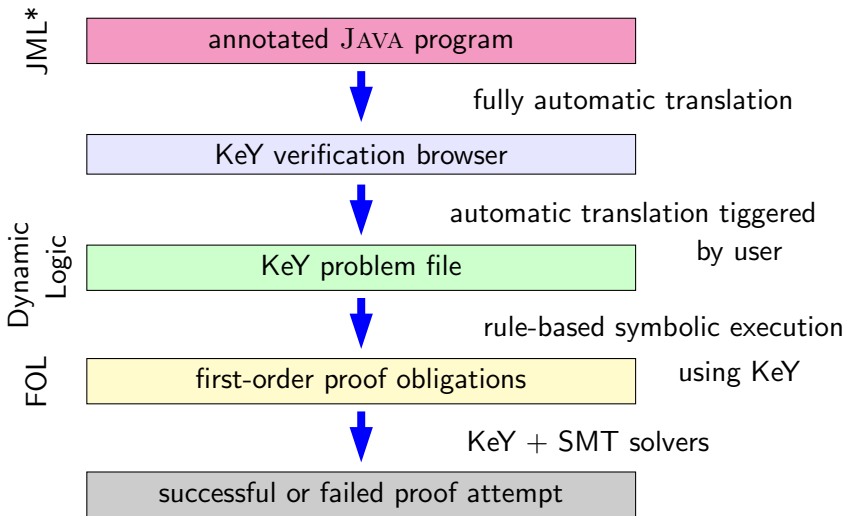 JML*
annotated JAVA program
fully automatic translation
KeY verification browser
automatic translation tiggered
by user
Dynamic
Logic
KeY problem file
rule-based symbolic execution
using KeY
FOL
first-order proof obligations
KeY + SMT solvers
successful or failed proof attempt